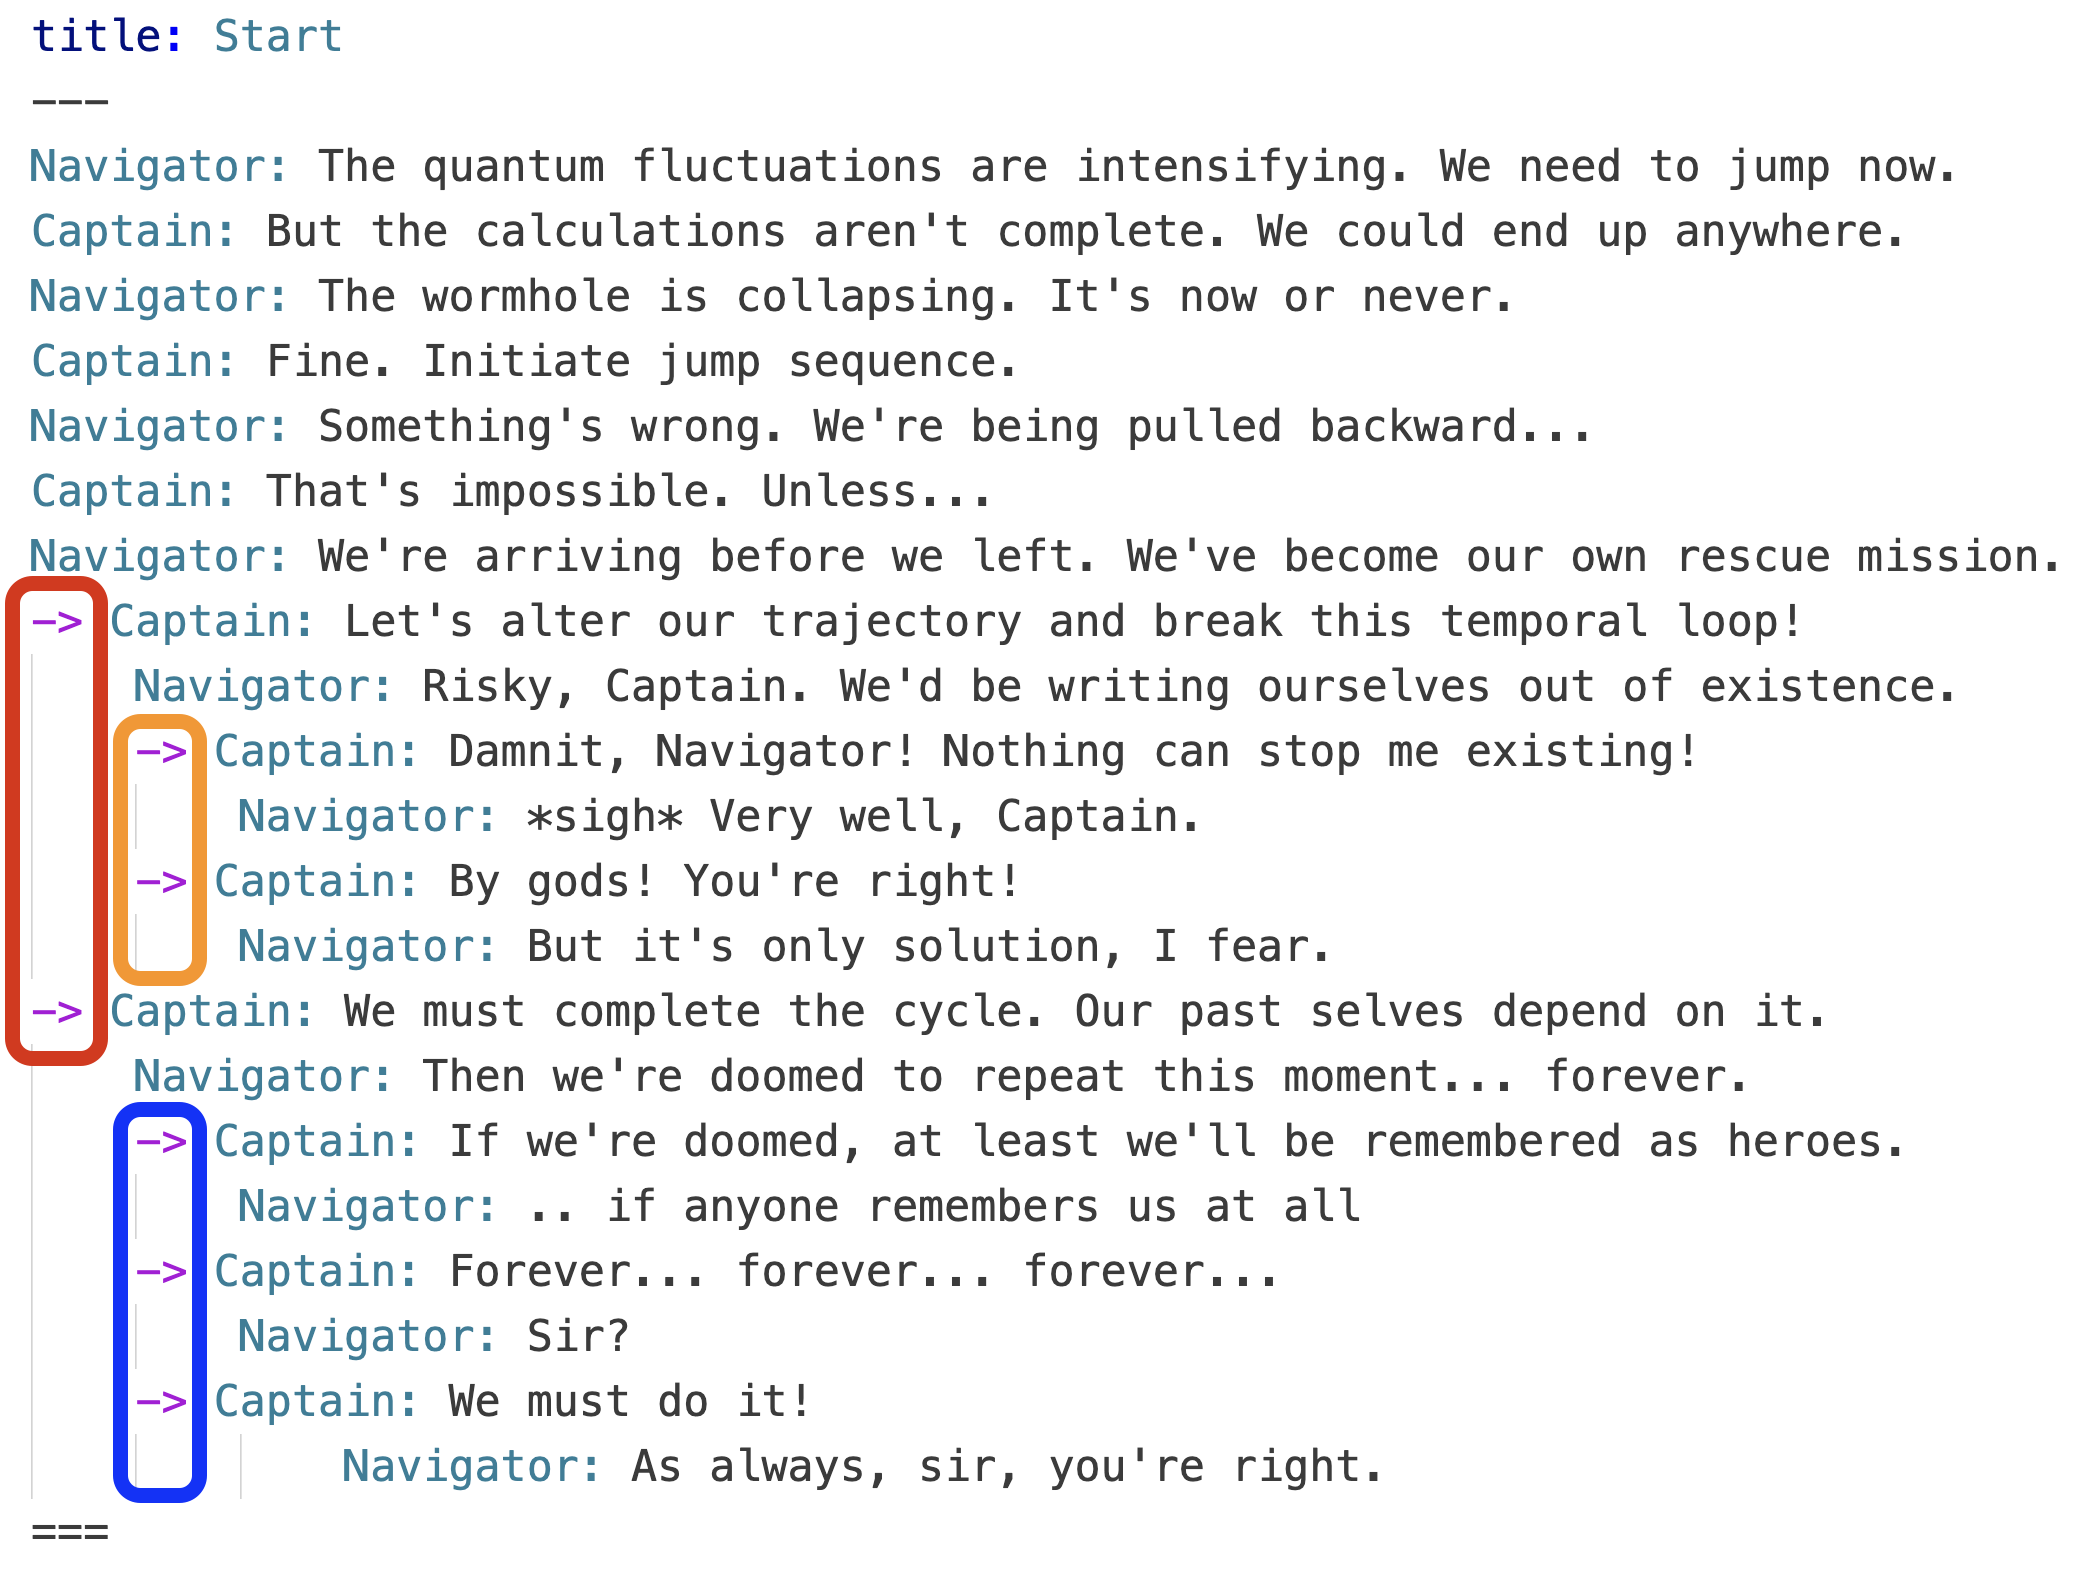 title: Start
---
Navigator: The quantum fluctuations are intensifying. We need to jump now.
Captain: But the calculations aren't complete. We could end up anywhere.
Navigator: The wormhole is collapsing. It's now or never.
Captain: Fine. Initiate jump sequence.
Navigator: Something's wrong. We're being pulled backward...
Captain: That's impossible. Unless...
Navigator: We're arriving before we left. We've become our own rescue mission.
-> Captain: Let's alter our trajectory and break this temporal loop!
    Navigator: Risky, Captain. We'd be writing ourselves out of existence.
    -> Captain: Damnit, Navigator! Nothing can stop me existing!
        Navigator: *sigh* Very well, Captain.
    -> Captain: By gods! You're right!
        Navigator: But it's only solution, I fear.
-> Captain: We must complete the cycle. Our past selves depend on it.
    Navigator: Then we're doomed to repeat this moment... forever.
    -> Captain: If we're doomed, at least we'll be remembered as heroes.
        Navigator: .. if anyone remembers us at all
    -> Captain: Forever... forever... forever...
        Navigator: Sir?
    -> Captain: We must do it!
            Navigator: As always, sir, you're right.
===